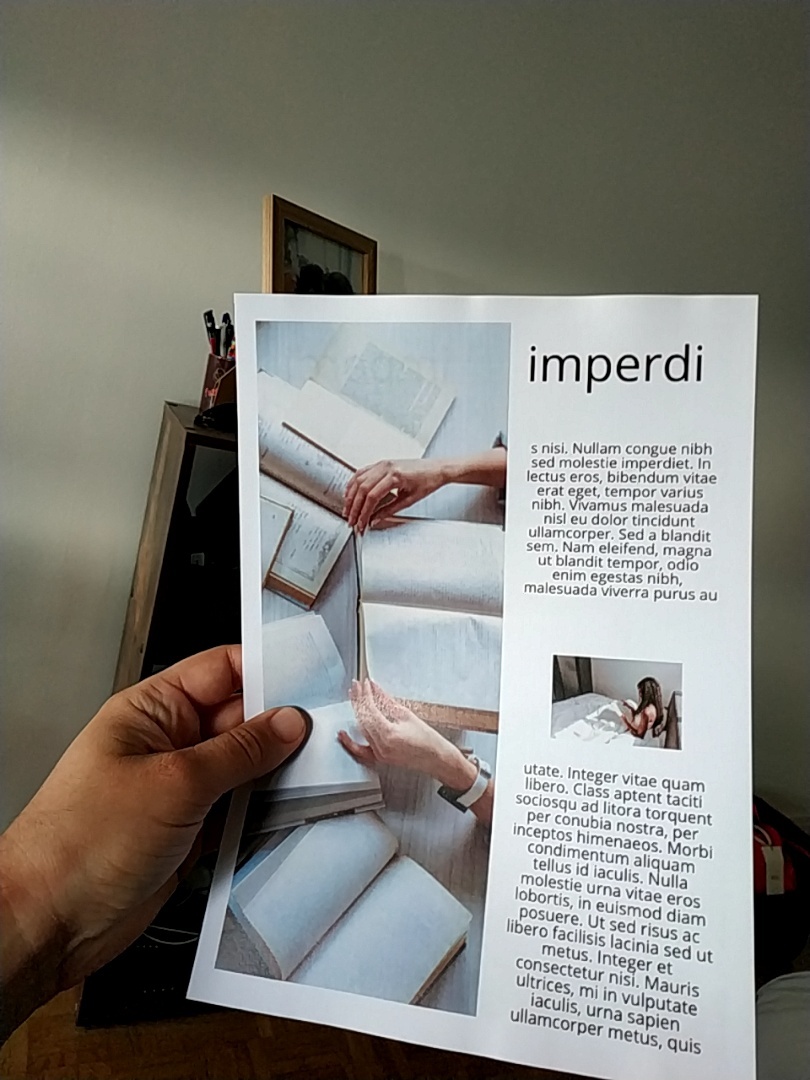 imperdi
s nisi. Nullam congue nibh
sed molestie imperdiet. In
lectus eros, bibendum vitae
erat eget, tempor varius
nibh. Vivamus malesuada
nisl eu dolor tincidunt
ullamcorper. Sed a blandit
sem. Nam eleifend, magna
ut blandit tempor, odio
enim egestas nibh,
malesuada viverra purus au
utate. Integer vitae quam
libero. Class aptent taciti
sociosqu ad litora torquent
per conubia nostra, per
inceptos himenaeos. Morbi
condimentum aliquam
tellus id iaculis. Nulla
molestie urna vitae eros
lobortis, in euismod diam
posuere. Ut sed risus ac
libero facilisis lacinia sed ut
metus. Integer et
consectetur nisi. Mauris
ultrices, mi in vulputate
iaculis, urna sapien
ullamcorper metus, quis